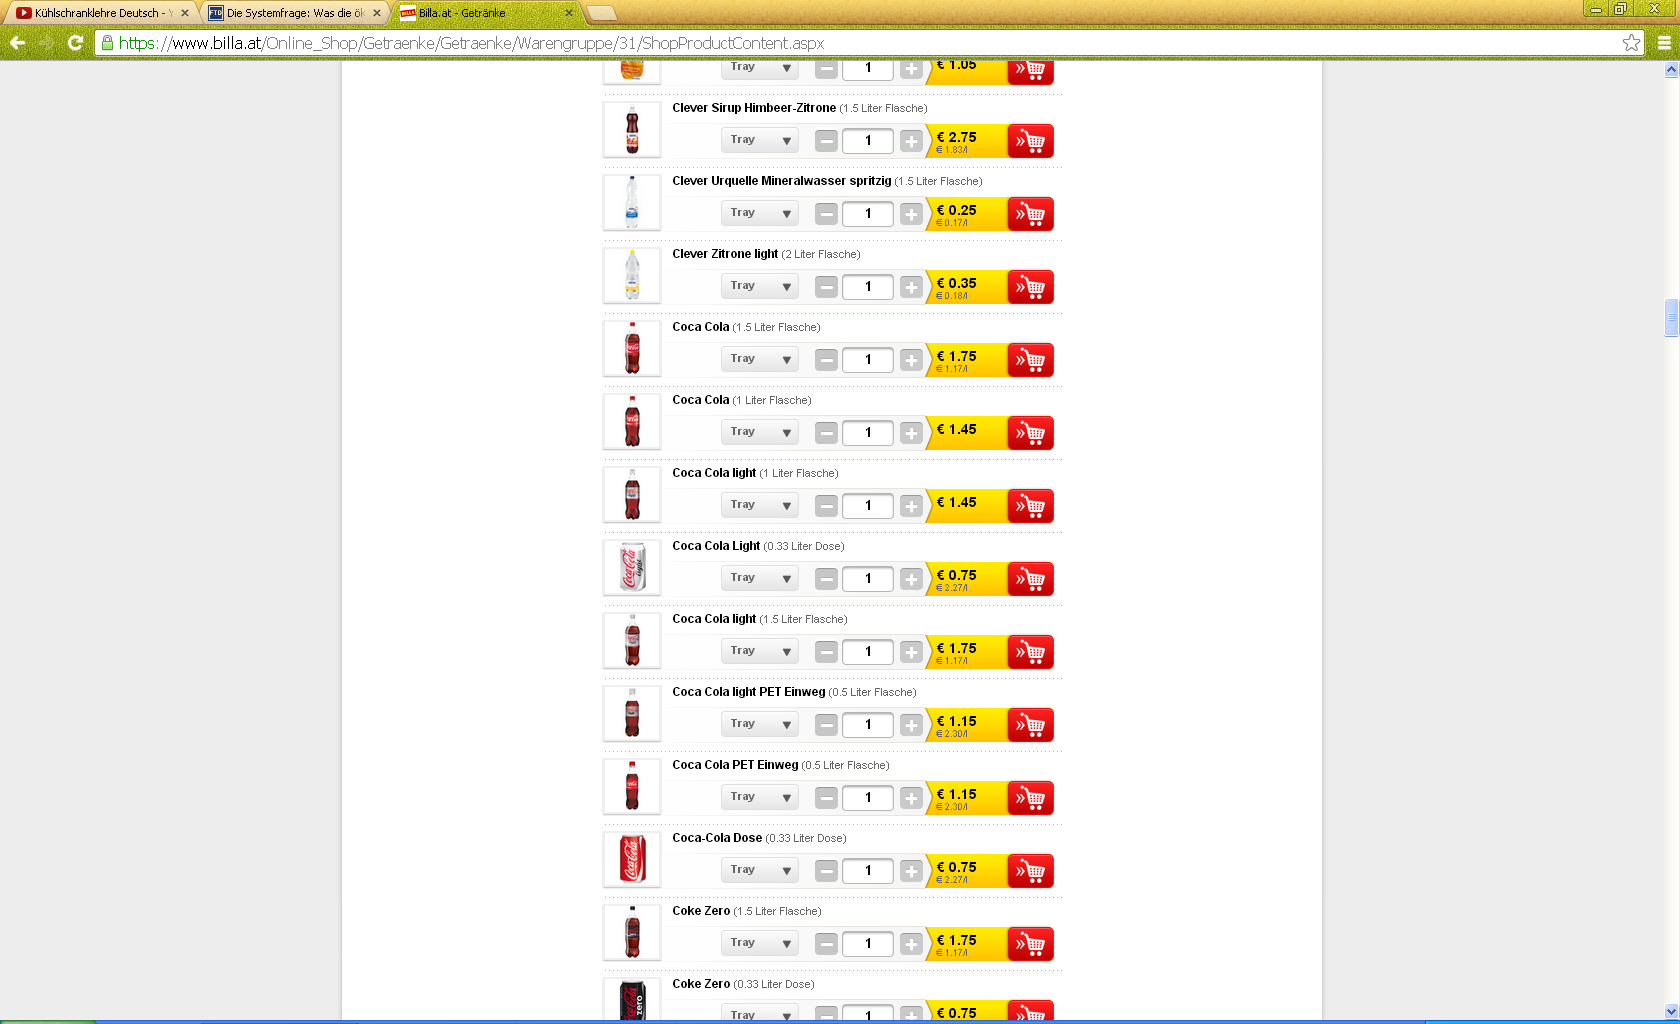 Kühlschranklehre Deutsch - Y
Die Systemfrage: Was die ök
Billa.at - Getränke
https://www.billa.at/Online_Shop/Getraenke/Getraenke/Warengruppe/31/ShopProductContent.aspx
Tray 1 € 1.05
Clever Sirup Himbeer-Zitrone (1.5 Liter Flasche)
Tray 1 € 2.75
€ 1.83/l
Clever Urquelle Mineralwasser spritzig (1.5 Liter Flasche)
Tray 1 € 0.25
€ 0.17/l
Clever Zitrone light (2 Liter Flasche)
Tray 1 € 0.35
€ 0.18/l
Coca Cola (1.5 Liter Flasche)
Tray 1 € 1.75
€ 1.17/l
Coca Cola (1 Liter Flasche)
Tray 1 € 1.45
Coca Cola light (1 Liter Flasche)
Tray 1 € 1.45
Coca Cola Light (0.33 Liter Dose)
Tray 1 € 0.75
€ 2.27/l
Coca Cola light (1.5 Liter Flasche)
Tray 1 € 1.75
€ 1.17/l
Coca Cola light PET Einweg (0.5 Liter Flasche)
Tray 1 € 1.15
€ 2.30/l
Coca Cola PET Einweg (0.5 Liter Flasche)
Tray 1 € 1.15
€ 2.30/l
Coca-Cola Dose (0.33 Liter Dose)
Tray 1 € 0.75
€ 2.27/l
Coke Zero (1.5 Liter Flasche)
Tray 1 € 1.75
€ 1.17/l
Coke Zero (0.33 Liter Dose)
Tray 1 € 0.75